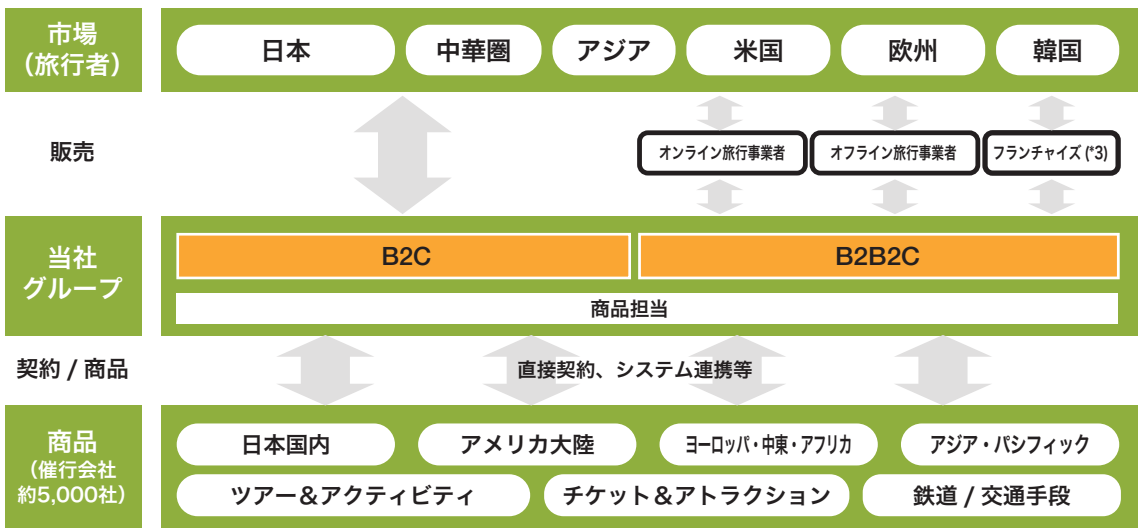 市場
（旅行者）
日本
中華圏
アジア
米国
欧州
韓国
販売
オンライン旅行事業者
オフライン旅行事業者
フランチャイズ (*3)
当社
グループ
B2C
B2B2C
商品担当
契約 / 商品
直接契約、システム連携等
商品
（催行会社
約5,000社）
日本国内
アメリカ大陸
ヨーロッパ・中東・アフリカ
アジア・パシフィック
ツアー＆アクティビティ
チケット＆アトラクション
鉄道 / 交通手段